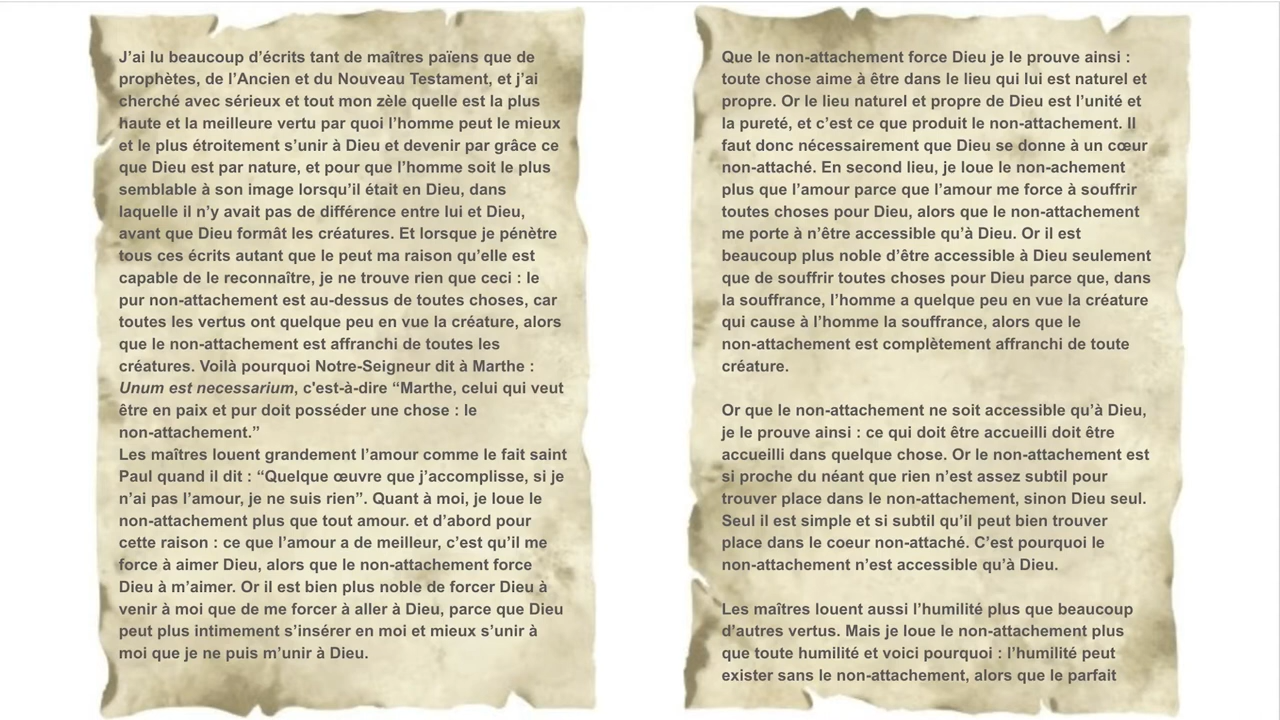 J’ai lu beaucoup d’écrits tant de maîtres païens que de
prophètes, de l’Ancien et du Nouveau Testament, et j’ai
cherché avec sérieux et tout mon zèle quelle est la plus
haute et la meilleure vertu par quoi l’homme peut le mieux
et le plus étroitement s’unir à Dieu et devenir par grâce ce
que Dieu est par nature, et pour que l’homme soit le plus
semblable à son image lorsqu’il était en Dieu, dans
laquelle il n’y avait pas de différence entre lui et Dieu,
avant que Dieu formât les créatures. Et lorsque je pénètre
tous ces écrits autant que le peut ma raison qu’elle est
capable de le reconnaître, je ne trouve rien que ceci : le
pur non-attachement est au-dessus de toutes choses, car
toutes les vertus ont quelque peu en vue la créature, alors
que le non-attachement est affranchi de toutes les
créatures. Voilà pourquoi Notre-Seigneur dit à Marthe :
Unum est necessarium, c'est-à-dire “Marthe, celui qui veut
être en paix et pur doit posséder une chose : le
non-attachement.”
Les maîtres louent grandement l’amour comme le fait saint
Paul quand il dit : “Quelque œuvre que j’accomplisse, si je
n’ai pas l’amour, je ne suis rien”. Quant à moi, je loue le
non-attachement plus que tout amour. et d’abord pour
cette raison : ce que l’amour a de meilleur, c’est qu’il me
force à aimer Dieu, alors que le non-attachement force
Dieu à m’aimer. Or il est bien plus noble de forcer Dieu à
venir à moi que de me forcer à aller à Dieu, parce que Dieu
peut plus intimement s’insérer en moi et mieux s’unir à
moi que je ne puis m’unir à Dieu.
Que le non-attachement force Dieu je le prouve ainsi :
toute chose aime à être dans le lieu qui lui est naturel et
propre. Or le lieu naturel et propre de Dieu est l’unité et
la pureté, et c’est ce que produit le non-attachement. Il
faut donc nécessairement que Dieu se donne à un cœur
non-attaché. En second lieu, je loue le non-achement
plus que l’amour parce que l’amour me force à souffrir
toutes choses pour Dieu, alors que le non-attachement
me porte à n’être accessible qu’à Dieu. Or il est
beaucoup plus noble d’être accessible à Dieu seulement
que de souffrir toutes choses pour Dieu parce que, dans
la souffrance, l’homme a quelque peu en vue la créature
qui cause à l’homme la souffrance, alors que le
non-attachement est complètement affranchi de toute
créature.
Or que le non-attachement ne soit accessible qu’à Dieu,
je le prouve ainsi : ce qui doit être accueilli doit être
accueilli dans quelque chose. Or le non-attachement est
si proche du néant que rien n’est assez subtil pour
trouver place dans le non-attachement, sinon Dieu seul.
Seul il est simple et si subtil qu’il peut bien trouver
place dans le coeur non-attaché. C’est pourquoi le
non-attachement n’est accessible qu’à Dieu.
Les maîtres louent aussi l’humilité plus que beaucoup
d’autres vertus. Mais je loue le non-attachement plus
que toute humilité et voici pourquoi : l’humilité peut
exister sans le non-attachement, alors que le parfait